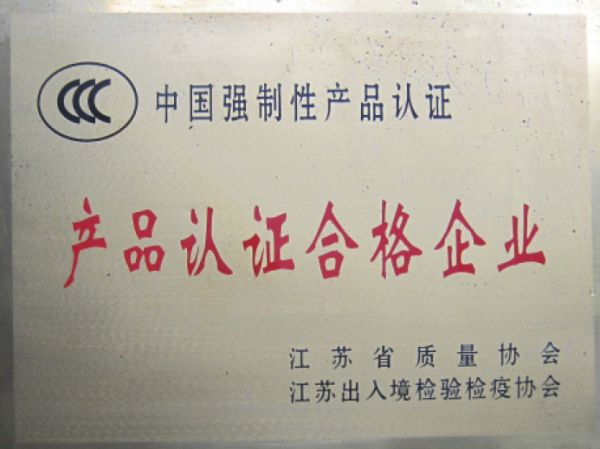 CCC 中国强制性产品认证
产品认证合格企业
江苏省质量协会
江苏出入境检验检疫协会